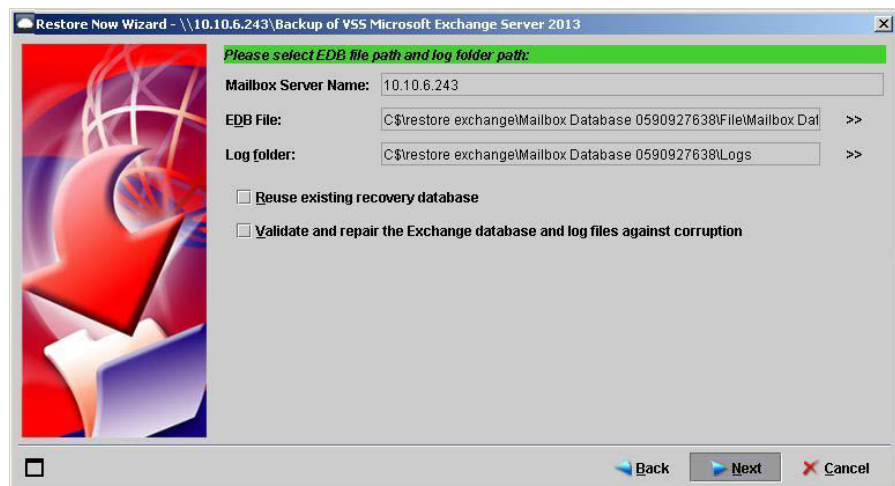 Restore Now Wizard - \\10.10.6.243\Backup of VSS Microsoft Exchange Server 2013
Please select EDB file path and log folder path:
Mailbox Server Name: 10.10.6.243
EDB File: C$\restore exchange\Mailbox Database 0590927638\File\Mailbox Dat >>
Log folder: C$\restore exchange\Mailbox Database 0590927638\Logs >>
Reuse existing recovery database
Validate and repair the Exchange database and log files against corruption
Back Next Cancel